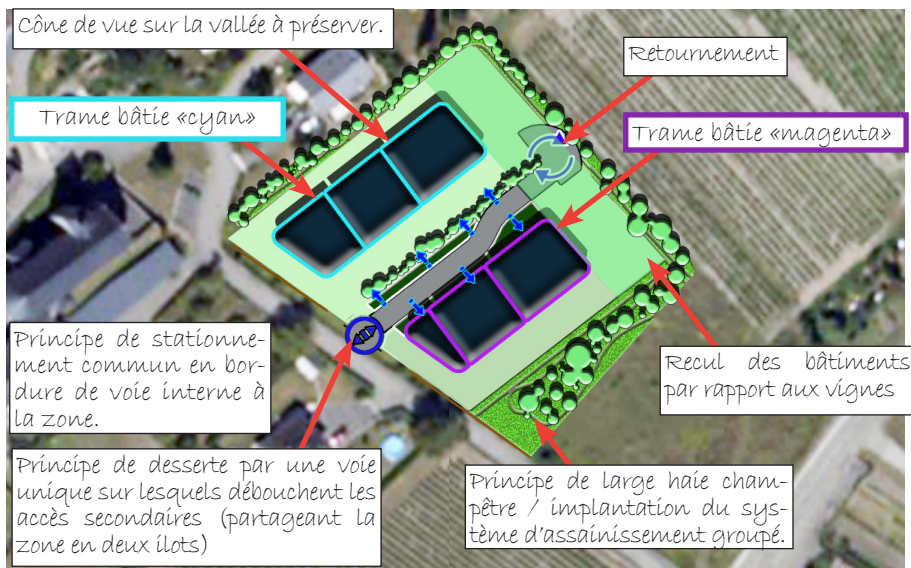 Cône de vue sur la vallée à préserver.
Retournement
Trame bâtie «cyan»
Trame bâtie «magenta»
Principe de stationne-
ment commun en bor-
dure de voie interne à
la zone.
Recul des bâtiments
par rapport aux vignes
Principe de desserte par une voie
unique sur lesquels débouchent les
accès secondaires (partageant la
zone en deux ilots)
Principe de large haie cham-
pêtre / implantation du sys-
tème d'assainissement groupé.